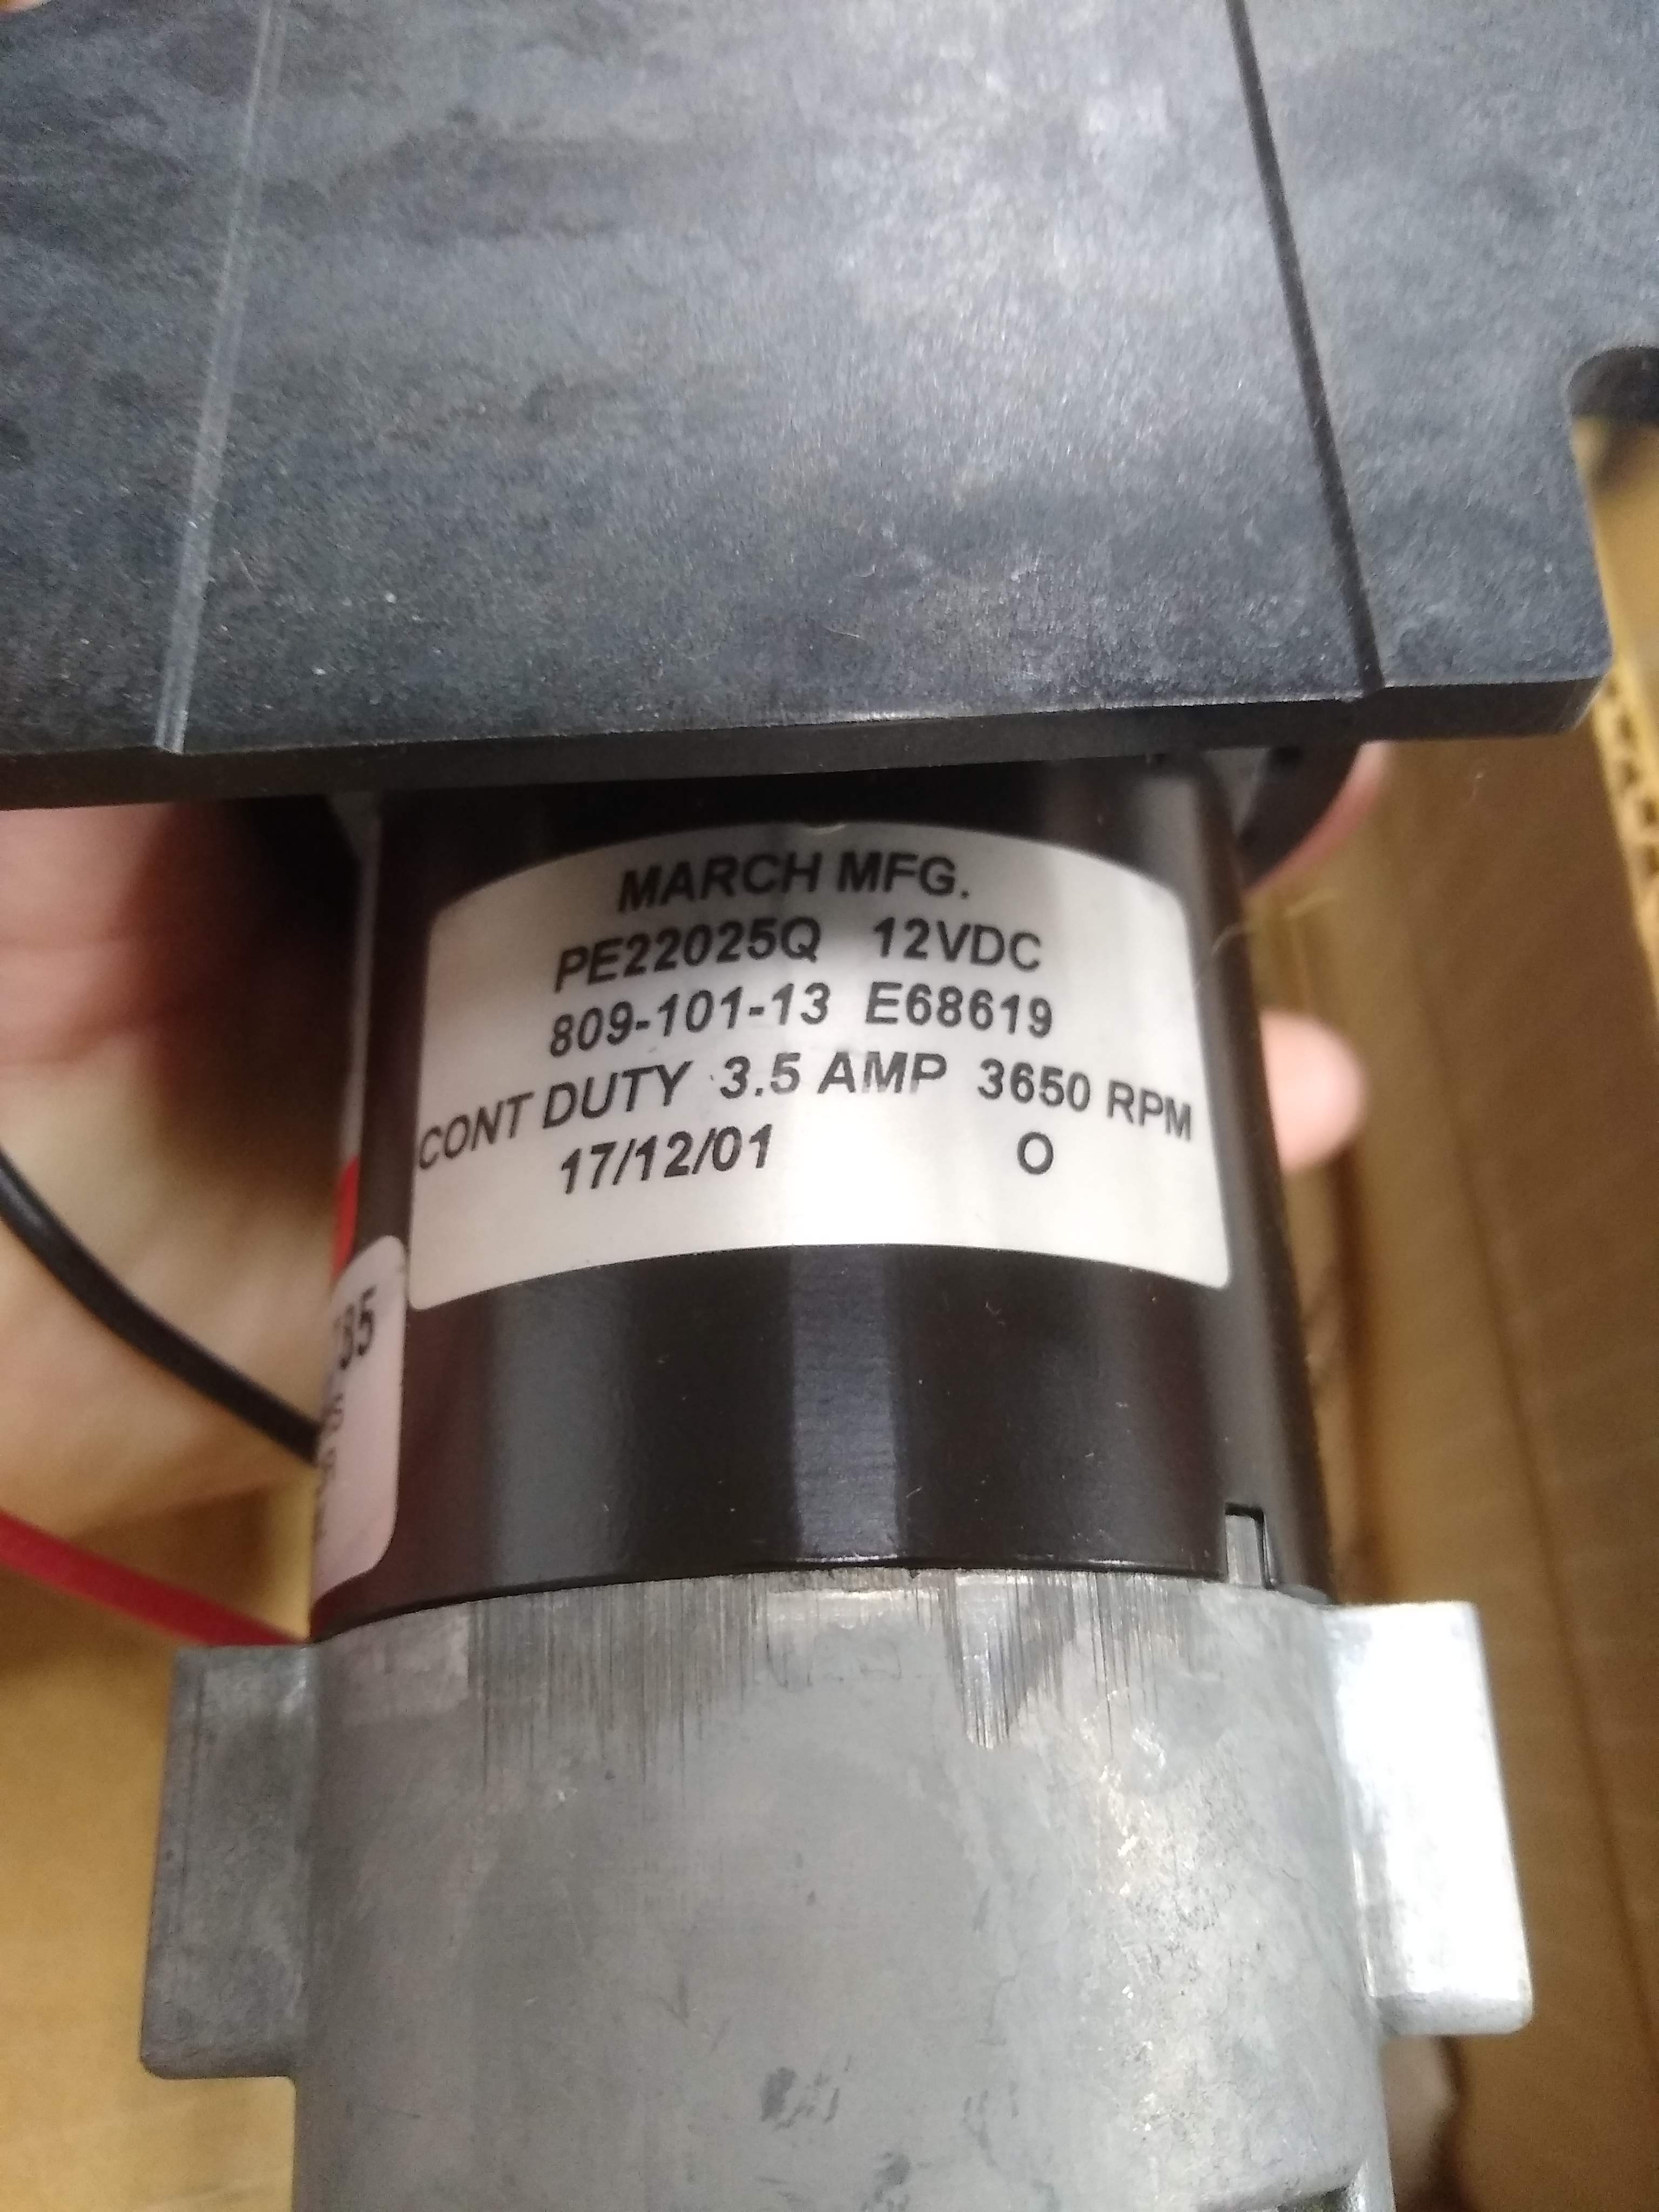 MARCH MFG.
PE22025Q 12VDC
809-101-13 E68619
CONT DUTY 3.5 AMP 3650 RPM
17/12/01 O